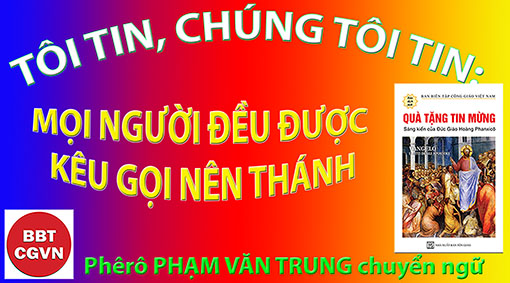 TÔI TIN, CHÚNG TÔI TIN:
MỌI NGƯỜI ĐỀU ĐƯỢC
KÊU GỌI NÊN THÁNH
BAN BIÊN TẬP CÔNG GIÁO VIỆT NAM
QUÀ TẶNG TIN MỪNG
Sáng kiến của Đức Giáo Hoàng Phanxicô
BBT
CGVN
Phêrô PHẠM VĂN TRUNG chuyển ngữ